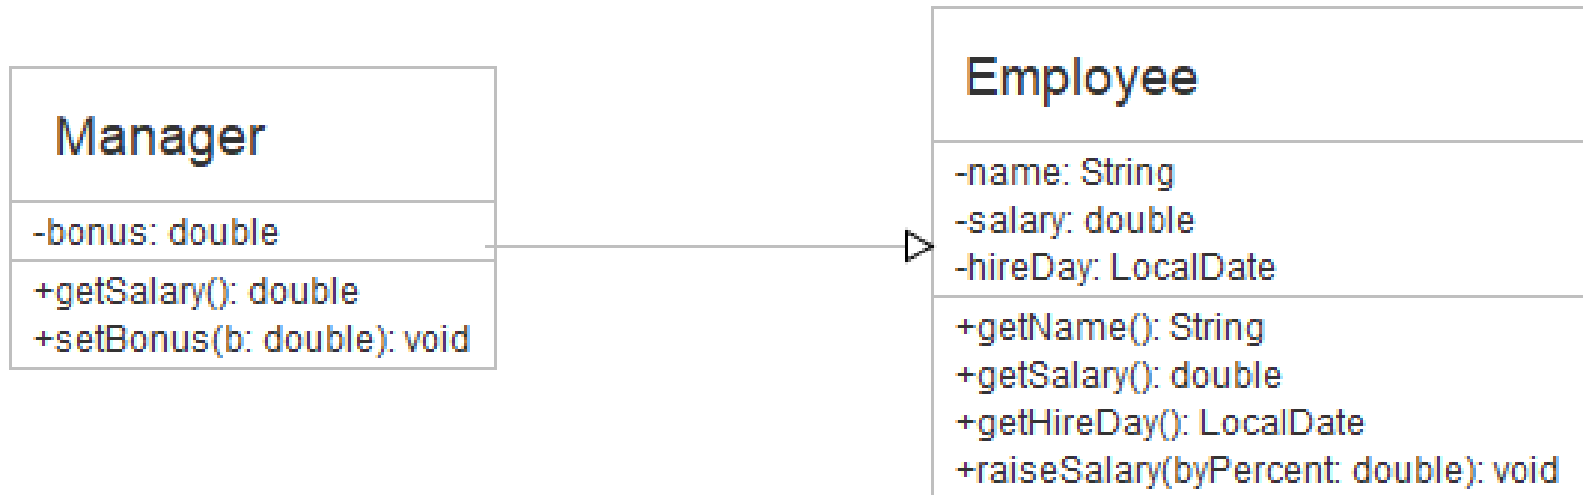 Manager
-bonus: double
+getSalary(): double
+setBonus(b: double): void
Employee
-name: String
-salary: double
-hireDay: LocalDate
+getName(): String
+getSalary(): double
+getHireDay(): LocalDate
+raiseSalary(byPercent: double): void